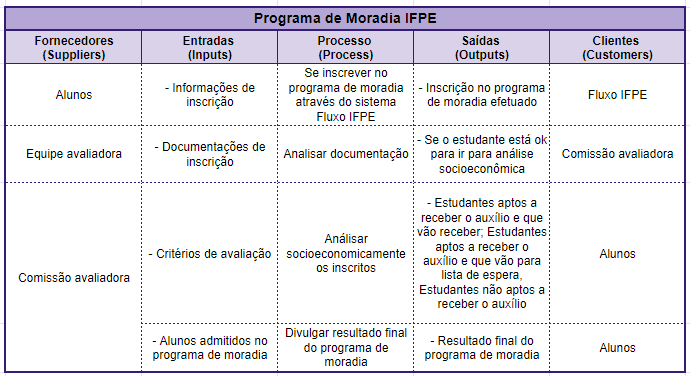 Programa de Moradia IFPE
Fornecedores
(Suppliers)
Entradas
(Inputs)
Processo
(Process)
Saídas
(Outputs)
Clientes
(Customers)
Alunos
- Informações de
inscrição
Se inscrever no
programa de moradia
através do sistema
Fluxo IFPE
- Inscrição no programa
de moradia efetuado
Fluxo IFPE
Equipe avaliadora
- Documentações de
inscrição
Analisar documentação
- Se o estudante está ok
para ir para análise
socioeconômica
Comissão avaliadora
Comissão avaliadora
- Critérios de avaliação
Análisar
socioeconomicamente
os inscritos
- Estudantes aptos a
receber o auxílio e que
vão receber; Estudantes
aptos a receber o
auxílio e que vão para
lista de espera,
Estudantes não aptos a
receber o auxílio
Alunos
- Alunos admitidos no
programa de moradia
Divulgar resultado final
do programa de
moradia
- Resultado final do
programa de moradia
Alunos